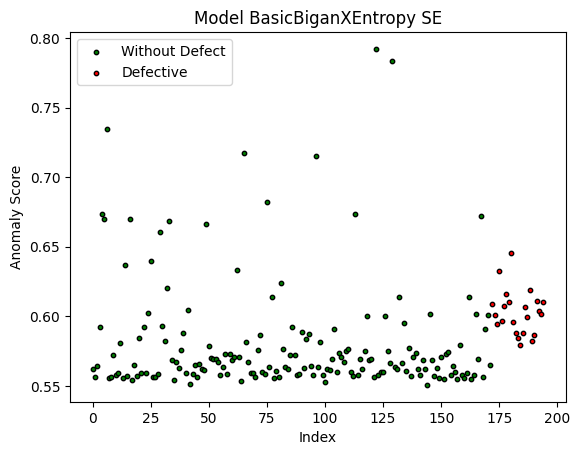 Model BasicBiganXEntropy SE
Without Defect
Defective
0.80
0.75
0.70
0.65
0.60
0.55
Anomaly Score
0 25 50 75 100 125 150 175 200
Index